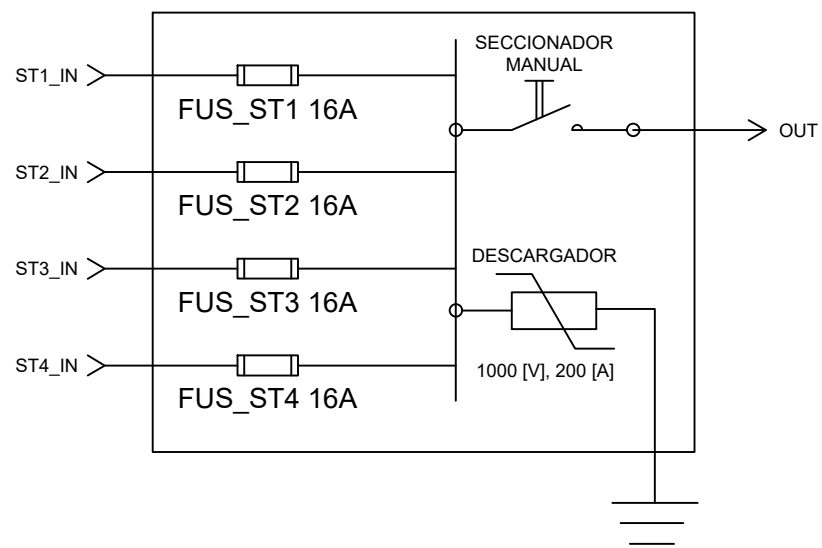 SECCIONADOR
MANUAL
ST1_IN
FUS_ST1 16A
OUT
ST2_IN
FUS_ST2 16A
DESCARGADOR
ST3_IN
FUS_ST3 16A
1000 [V], 200 [A]
ST4_IN
FUS_ST4 16A